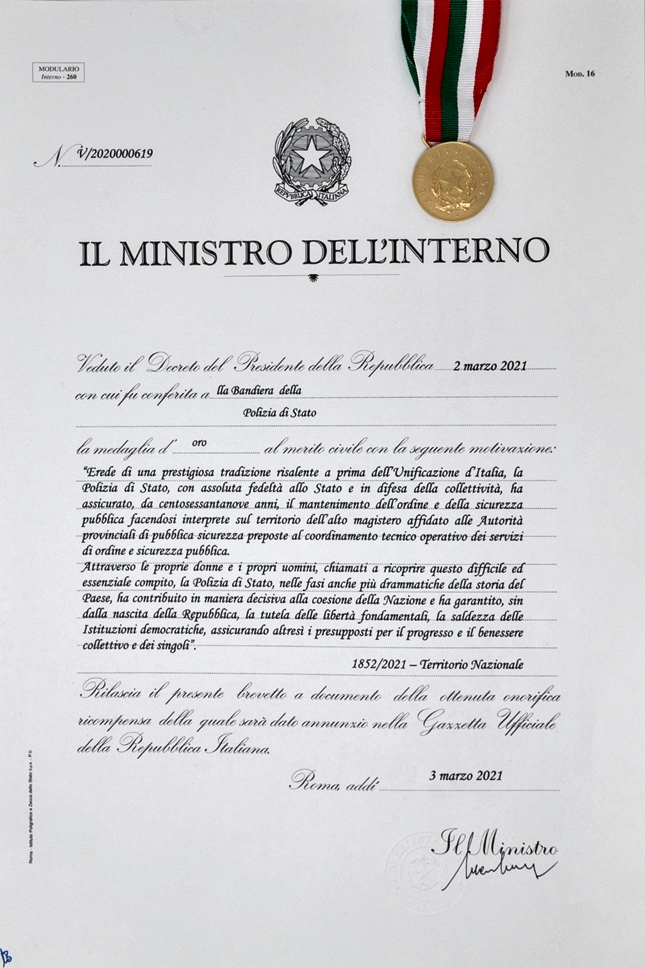 MODULARIO
Interno - 260
MOD. 16
N. V/2020000619
REPVBBLICA ITALIANA
IL MINISTRO DELL'INTERNO
Veduto il Decreto del Presidente della Repubblica 2 marzo 2021
con cui fu conferita a lla Bandiera della
Polizia di Stato
la medaglia d' oro al merito civile con la seguente motivazione:
"Erede di una prestigiosa tradizione risalente a prima dell'Unificazione d'Italia, la
Polizia di Stato, con assoluta fedeltà allo Stato e in difesa della collettività, ha
assicurato, da centosessantanove anni, il mantenimento dell'ordine e della sicurezza
pubblica facendosi interprete sul territorio dell'alto magistero affidato alle Autorità
provinciali di pubblica sicurezza preposte al coordinamento tecnico operativo dei servizi
di ordine e sicurezza pubblica.
Attraverso le proprie donne e i propri uomini, chiamati a ricoprire questo difficile ed
essenziale compito, la Polizia di Stato, nelle fasi anche più drammatiche della storia del
Paese, ha contribuito in maniera decisiva alla coesione della Nazione e ha garantito, sin
dalla nascita della Repubblica, la tutela delle libertà fondamentali, la saldezza delle
Istituzioni democratiche, assicurando altresì i presupposti per il progresso e il benessere
collettivo e dei singoli".
1852/2021 – Territorio Nazionale
Rilascia il presente brevetto a documento della ottenuta onorifica
ricompensa della quale sarà dato annunzio nella Gazzetta Ufficiale
della Repubblica Italiana.
Roma, addì 3 marzo 2021
Il Ministro
Roma - Istituto Poligrafico e Zecca dello Stato s.p.a. - P.V.